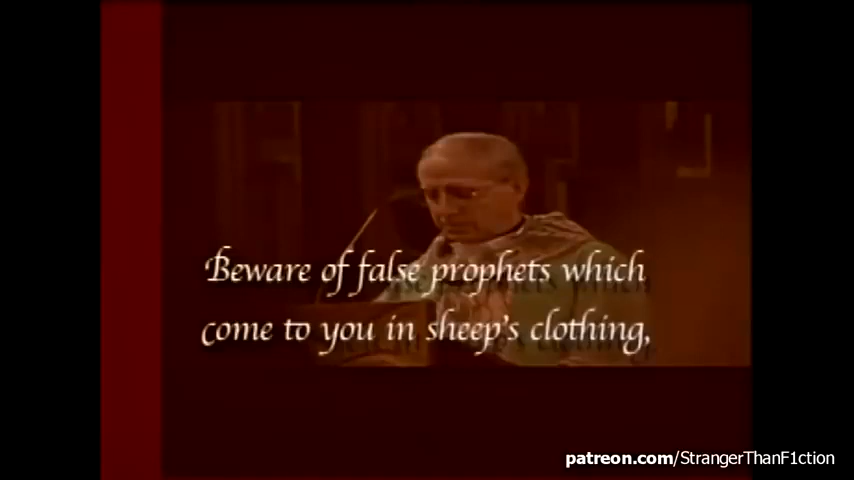 Beware of false prophets which
come to you in sheep's clothing,
patreon.com/StrangerThanF1ction